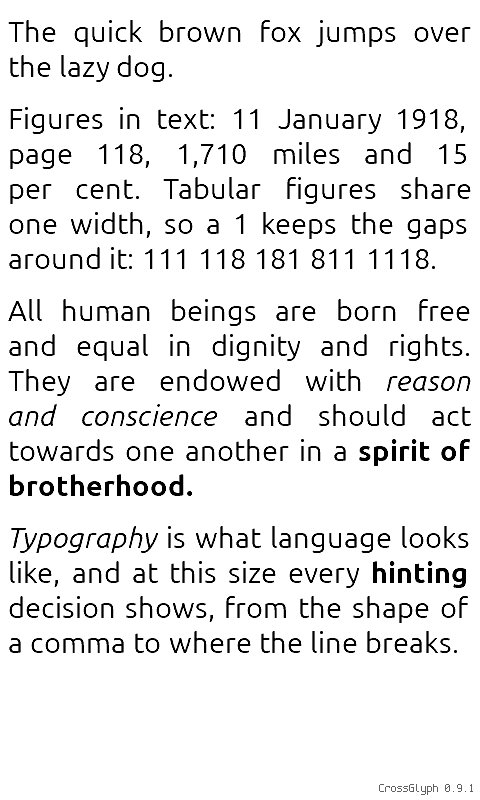 The quick brown fox jumps over
the lazy dog.
Figures in text: 11 January 1918,
page 118, 1,710 miles and 15
per cent. Tabular figures share
one width, so a 1 keeps the gaps
around it: 111 118 181 811 1118.
All human beings are born free
and equal in dignity and rights.
They are endowed with reason
and conscience and should act
towards one another in a spirit of
brotherhood.
Typography is what language looks
like, and at this size every hinting
decision shows, from the shape of
a comma to where the line breaks.
CrossGlyph 0.9.1